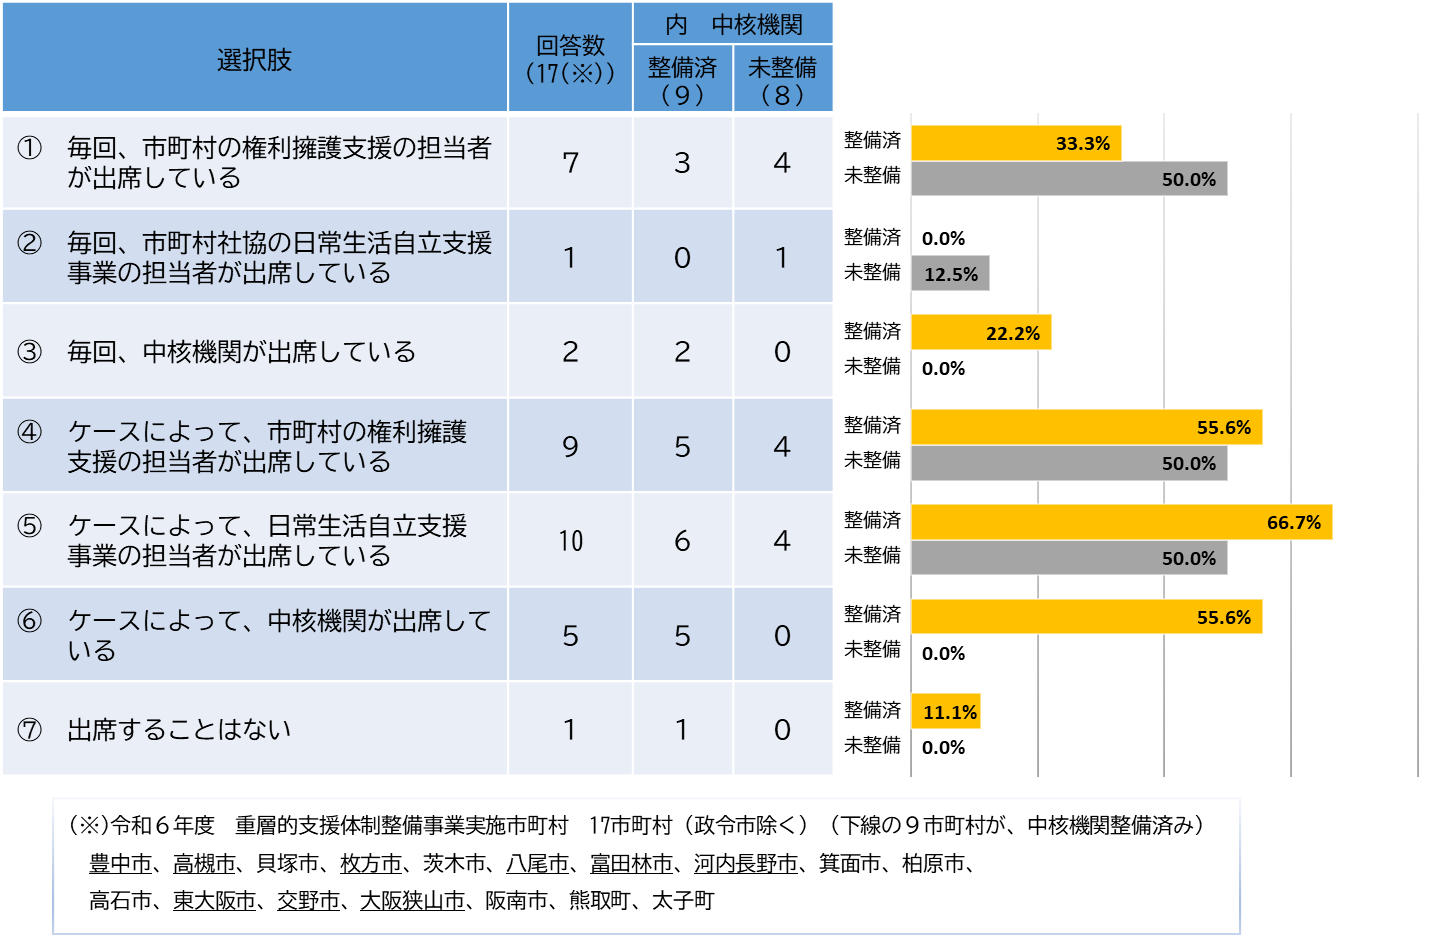 選択肢
回答数
（17(※)）
内　中核機関
整備済
（９）
未整備
（８）
①　毎回、市町村の権利擁護支援の担当者
が出席している
7
3
4
整備済
33.3%
未整備
50.0%
②　毎回、市町村社協の日常生活自立支援
事業の担当者が出席している
1
0
1
整備済
0.0%
未整備
12.5%
③　毎回、中核機関が出席している
2
2
0
整備済
22.2%
未整備
0.0%
④　ケースによって、市町村の権利擁護
支援の担当者が出席している
9
5
4
整備済
55.6%
未整備
50.0%
⑤　ケースによって、日常生活自立支援
事業の担当者が出席している
10
6
4
整備済
66.7%
未整備
50.0%
⑥　ケースによって、中核機関が出席して
いる
5
5
0
整備済
55.6%
未整備
0.0%
⑦　出席することはない
1
1
0
整備済
11.1%
未整備
0.0%
（※）令和６年度　重層的支援体制整備事業実施市町村　17市町村（政令市除く）（下線の９市町村が、中核機関整備済み）
豊中市、高槻市、貝塚市、枚方市、茨木市、八尾市、富田林市、河内長野市、箕面市、柏原市、
高石市、東大阪市、交野市、大阪狭山市、阪南市、熊取町、太子町